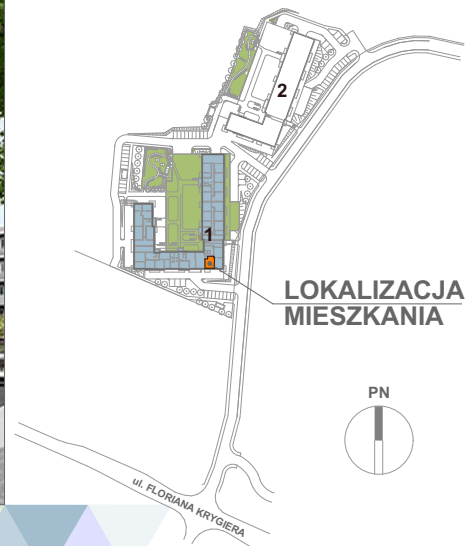 2
1
LOKALIZACJA
MIESZKANIA
PN
ul. FLORIANA KRYGIERA